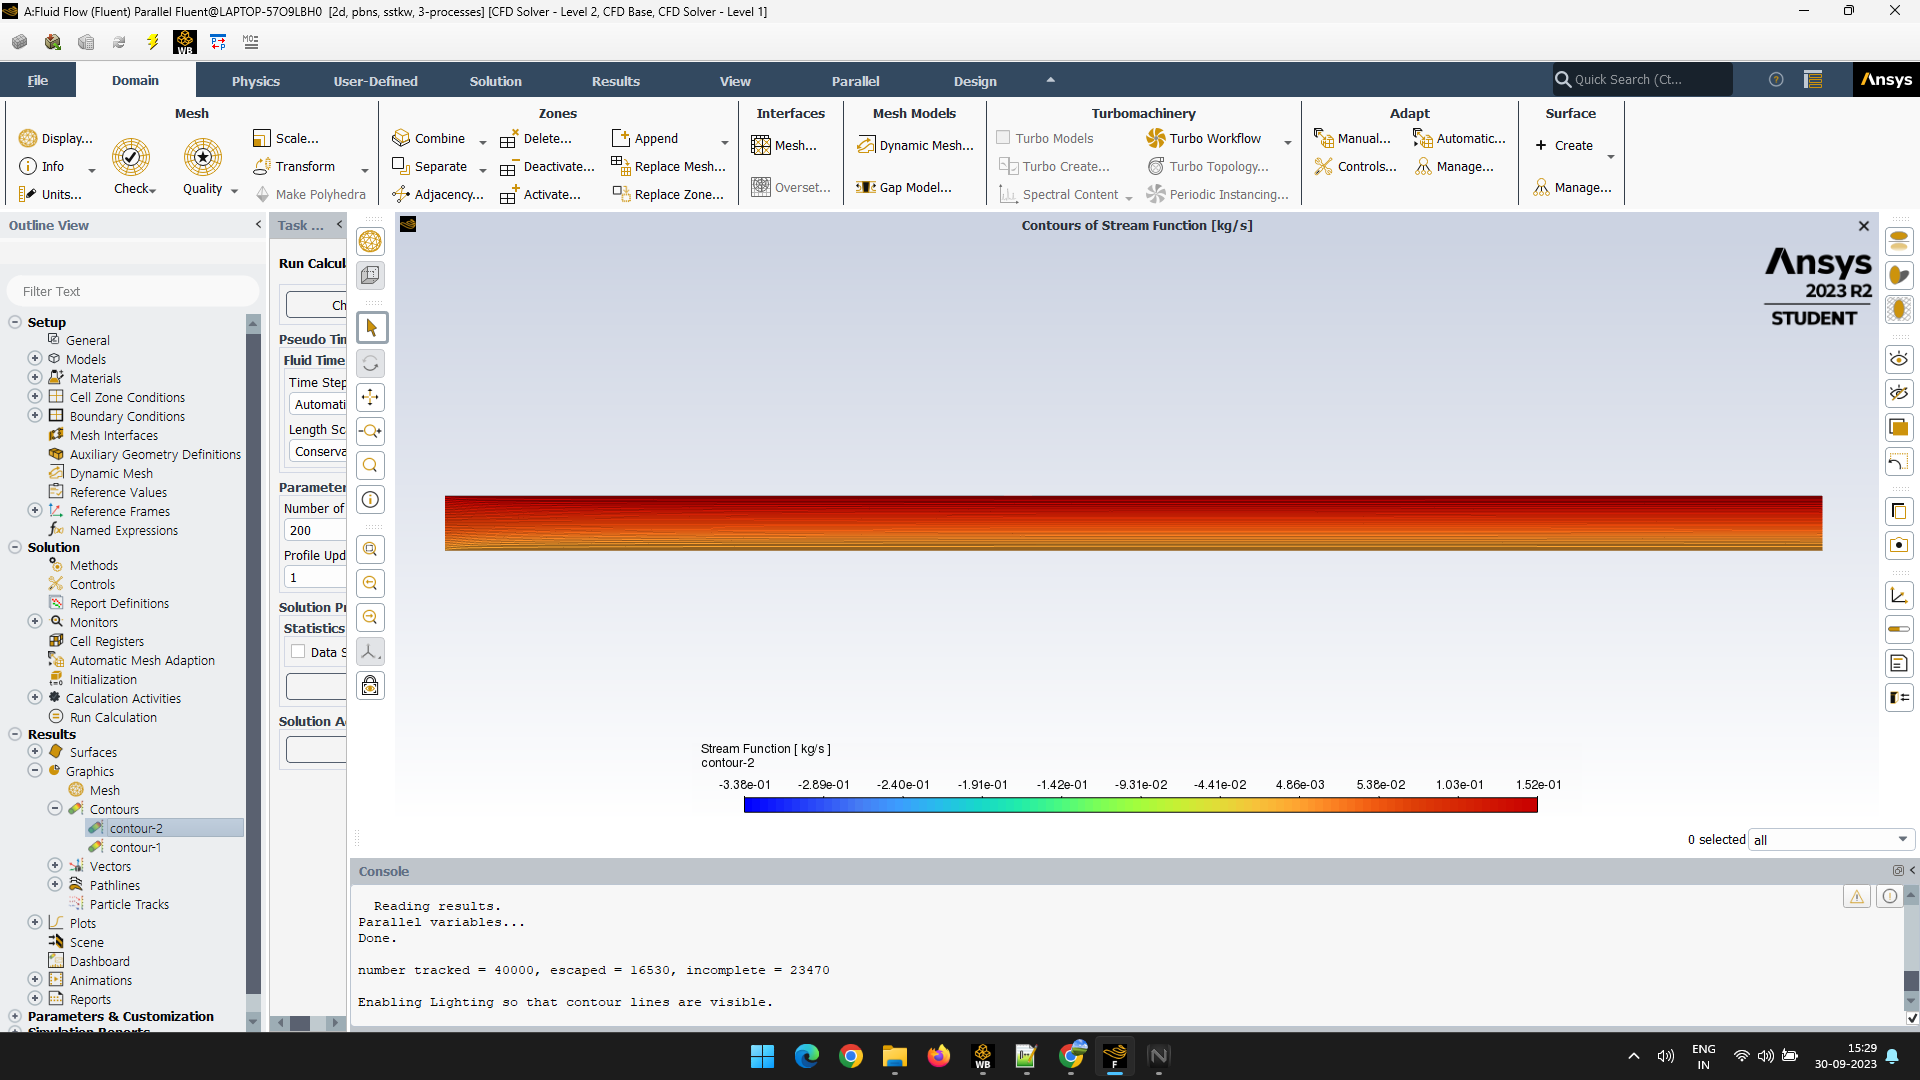 A:Fluid Flow (Fluent) Parallel Fluent@LAPTOP-57O9LBH0 [2d, pbns, sstkw, 3-processes] [CFD Solver - Level 2, CFD Base, CFD Solver - Level 1]
WB
File
Domain
Physics
User-Defined
Solution
Results
View
Parallel
Design
Quick Search (Ct...
Ansys
Mesh
Display...
Info
Units...
Check
Quality
Scale...
Transform
Make Polyhedra
Zones
Combine
Separate
Adjacency...
Delete...
Deactivate...
Activate...
Append
Replace Mesh...
Replace Zone...
Interfaces
Mesh...
Overset...
Mesh Models
Dynamic Mesh...
Gap Model...
Turbomachinery
Turbo Models
Turbo Create...
Spectral Content
Turbo Workflow
Turbo Topology...
Periodic Instancing...
Adapt
Manual...
Controls...
Automatic...
Manage...
Surface
+ Create
Manage...
Outline View
Filter Text
Setup
General
Models
Materials
Cell Zone Conditions
Boundary Conditions
Mesh Interfaces
Auxiliary Geometry Definitions
Dynamic Mesh
Reference Values
Reference Frames
Named Expressions
Solution
Methods
Controls
Report Definitions
Monitors
Cell Registers
Automatic Mesh Adaption
Initialization
Calculation Activities
Run Calculation
Results
Surfaces
Graphics
Mesh
Contours
contour-2
contour-1
Vectors
Pathlines
Particle Tracks
Plots
Scene
Dashboard
Animations
Reports
Parameters & Customization
Simulation Reports
Task ...
Run Calcul
Ch
Pseudo Tim
Fluid Time
Time Step
Automati
Length Sc
Conserva
Parameter
Number of
200
Profile Upd
1
Solution Pr
Statistics
Data S
Solution A
Contours of Stream Function [kg/s]
Ansys
2023 R2
STUDENT
Stream Function [ kg/s ]
contour-2
-3.38e-01 -2.89e-01 -2.40e-01 -1.91e-01 -1.42e-01 -9.31e-02 -4.41e-02 4.86e-03 5.38e-02 1.03e-01 1.52e-01
0 selected all
Console
Reading results.
Parallel variables...
Done.
number tracked = 40000, escaped = 16530, incomplete = 23470
Enabling Lighting so that contour lines are visible.
WB
F
ENG
IN
15:29
30-09-2023